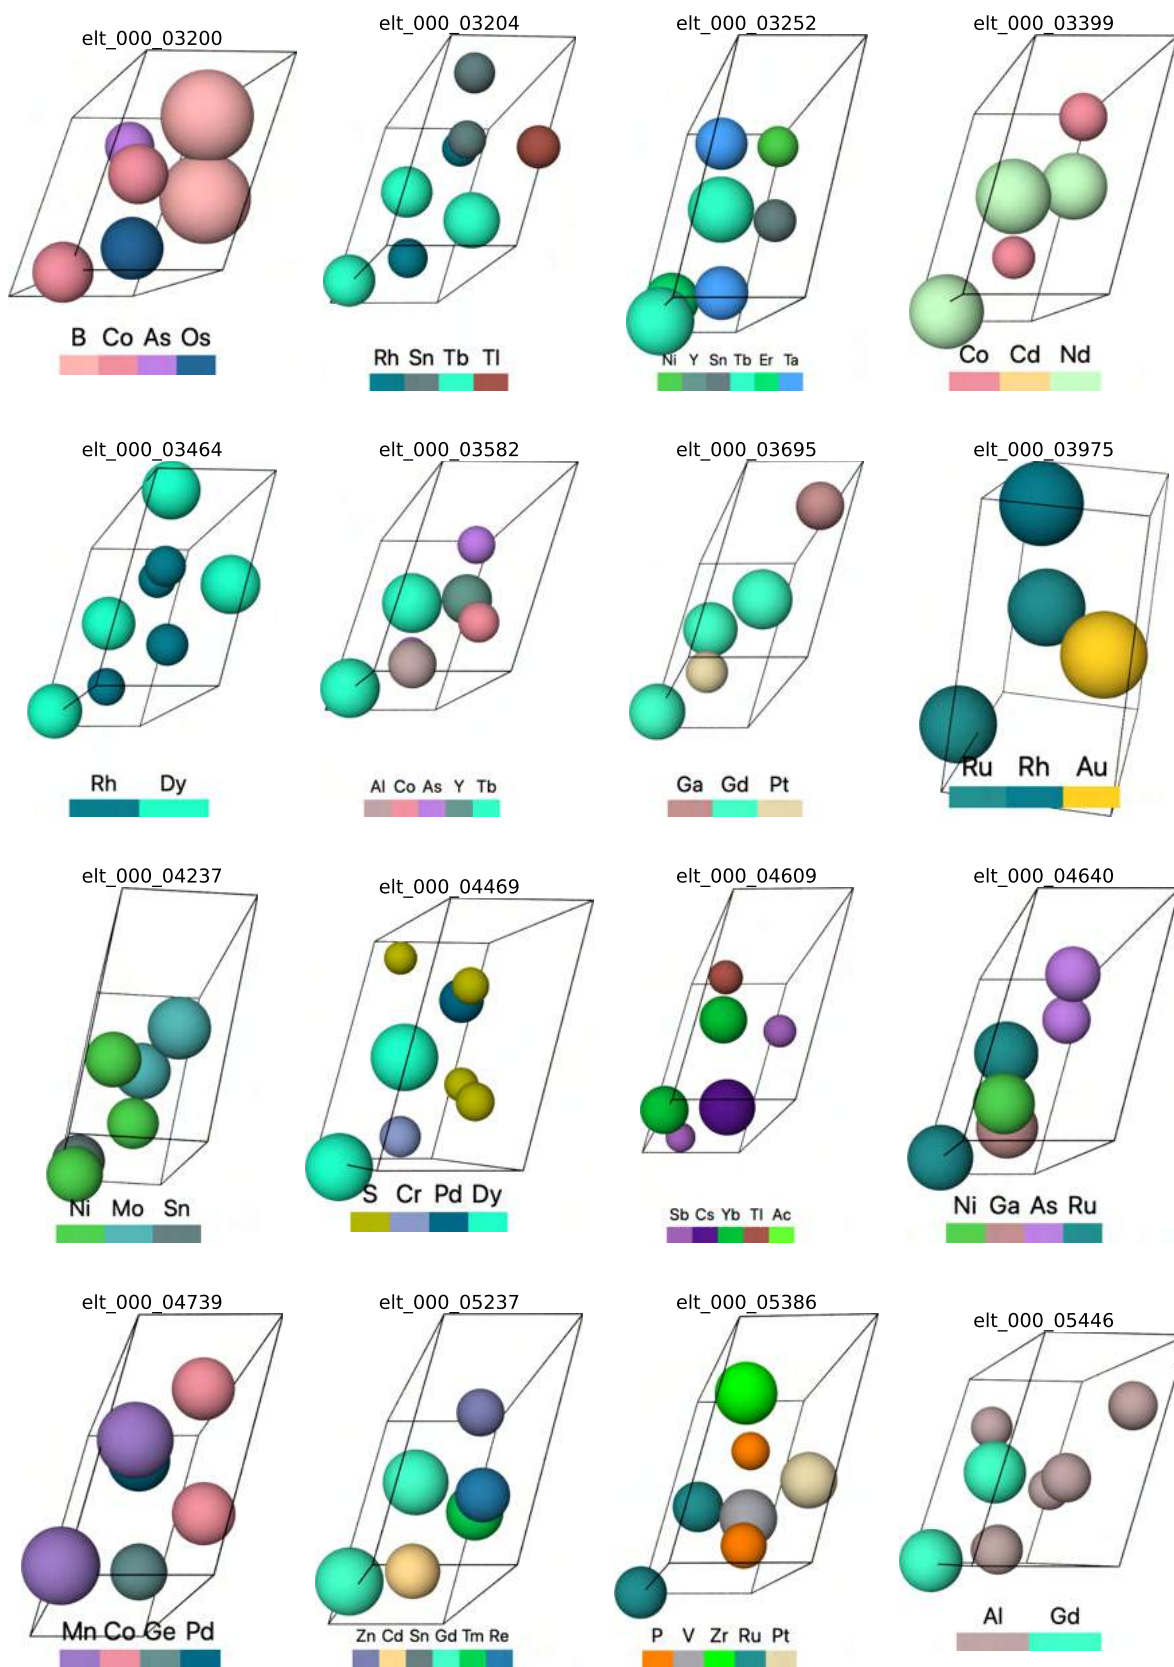 elt_000_03200
elt_000_03204
elt_000_03252
elt_000_03399
B Co As Os
Rh Sn Tb Tl
Ni Y Sn Tb Er Ta
Co Cd Nd
elt_000_03464
elt_000_03582
elt_000_03695
elt_000_03975
Rh Dy
Al Co As Y Tb
Ga Gd Pt
Ru Rh Au
elt_000_04237
elt_000_04469
elt_000_04609
elt_000_04640
Ni Mo Sn
S Cr Pd Dy
Sb Cs Yb Tl Ac
Ni Ga As Ru
elt_000_04739
elt_000_05237
elt_000_05386
elt_000_05446
Mn Co Ge Pd
Zn Cd Sn Gd Tm Re
P V Zr Ru Pt
Al Gd